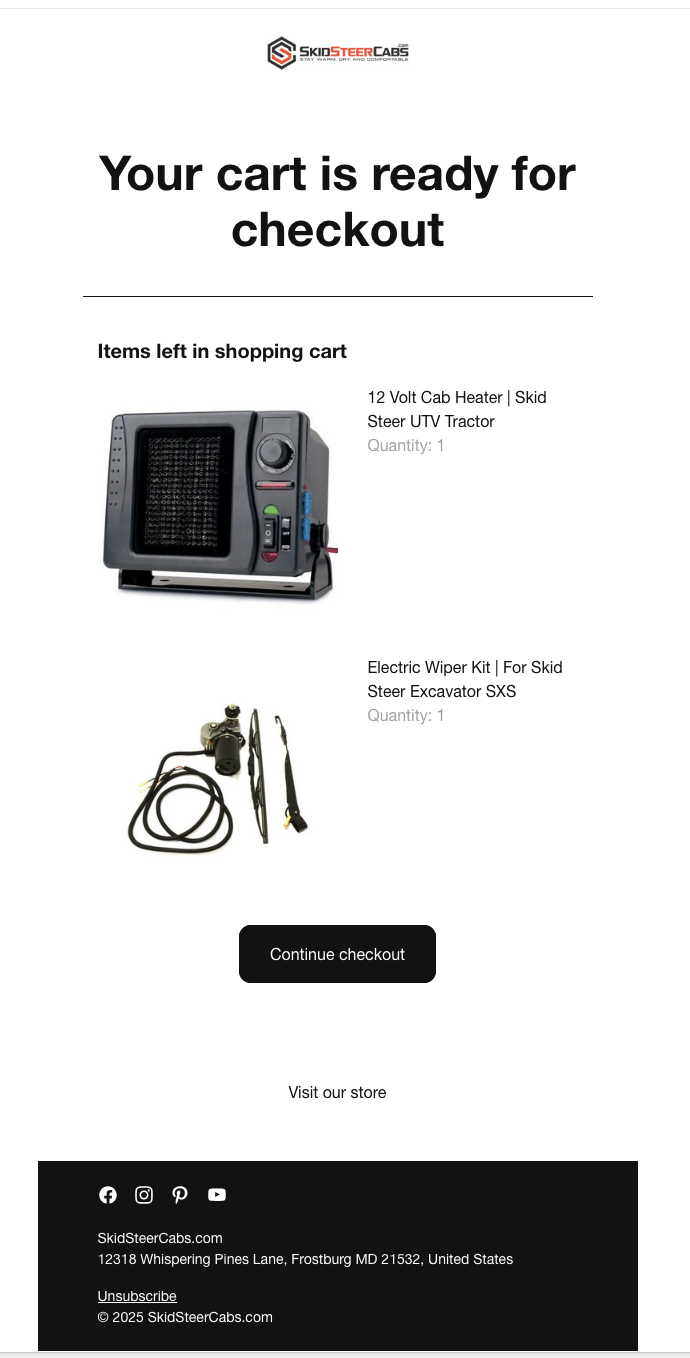 SKIDSTEERCABS
.com
STAY WARM, DRY, AND COMFORTABLE
Your cart is ready for
checkout
Items left in shopping cart
12 Volt Cab Heater | Skid
Steer UTV Tractor
Quantity: 1
OFF
Electric Wiper Kit | For Skid
Steer Excavator SXS
Quantity: 1
Continue checkout
Visit our store
SkidSteerCabs.com
12318 Whispering Pines Lane, Frostburg MD 21532, United States
Unsubscribe
© 2025 SkidSteerCabs.com